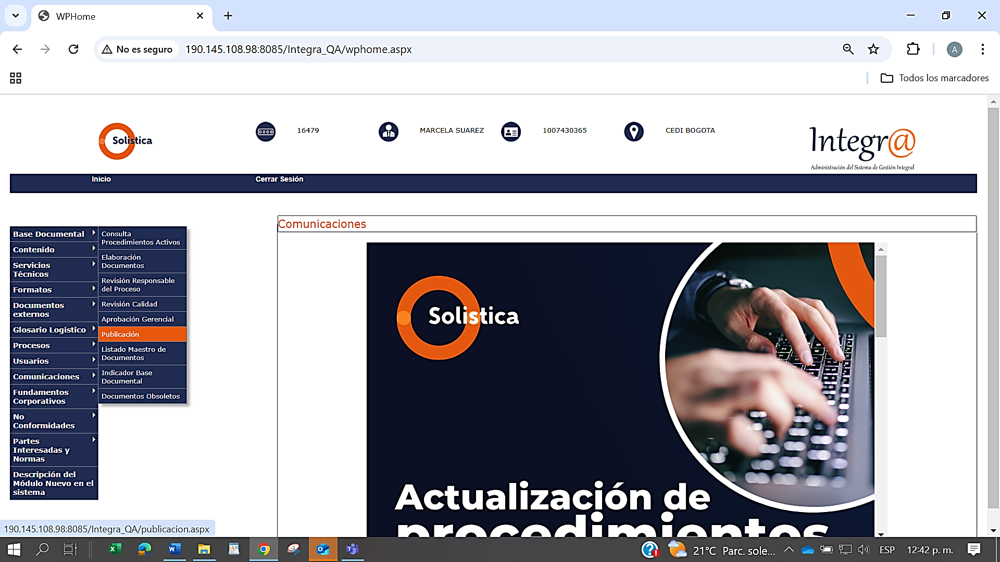 WPHome
No es seguro
190.145.108.98:8085/Integra_QA/wphome.aspx
A
Todos los marcadores
Solistica
16479
MARCELA SUAREZ
1007430365
CEDI BOGOTA
Integr@
Administración del Sistema de Gestión Integral
Inicio
Cerrar Sesión
Base Documental
Contenido
Servicios
Técnicos
Formatos
Documentos
externos
Glosario Logistico
Procesos
Usuarios
Comunicaciones
Fundamentos
Corporativos
No
Conformidades
Partes
Interesadas y
Normas
Descripción del
Módulo Nuevo en el
sistema
Consulta
Procedimientos Activos
Elaboración
Documentos
Revisión Responsable
del Proceso
Revisión Calidad
Aprobación Gerencial
Publicación
Listado Maestro de
Documentos
Indicador Base
Documental
Documentos Obsoletos
Comunicaciones
Solistica
Actualización de
procedimientos
190.145.108.98:8085/Integra_QA/publicacion.aspx
21°C Parc. sole...
ESP
12:42 p. m.